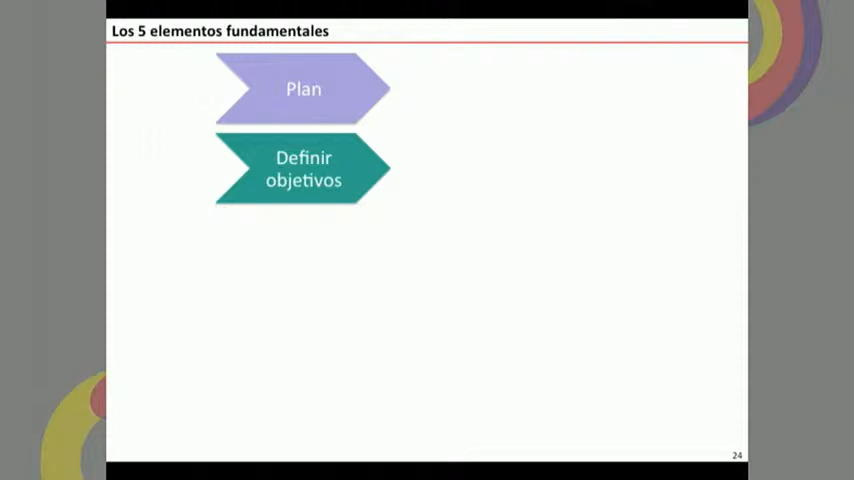 Los 5 elementos fundamentales
Plan
Definir
objetivos
24